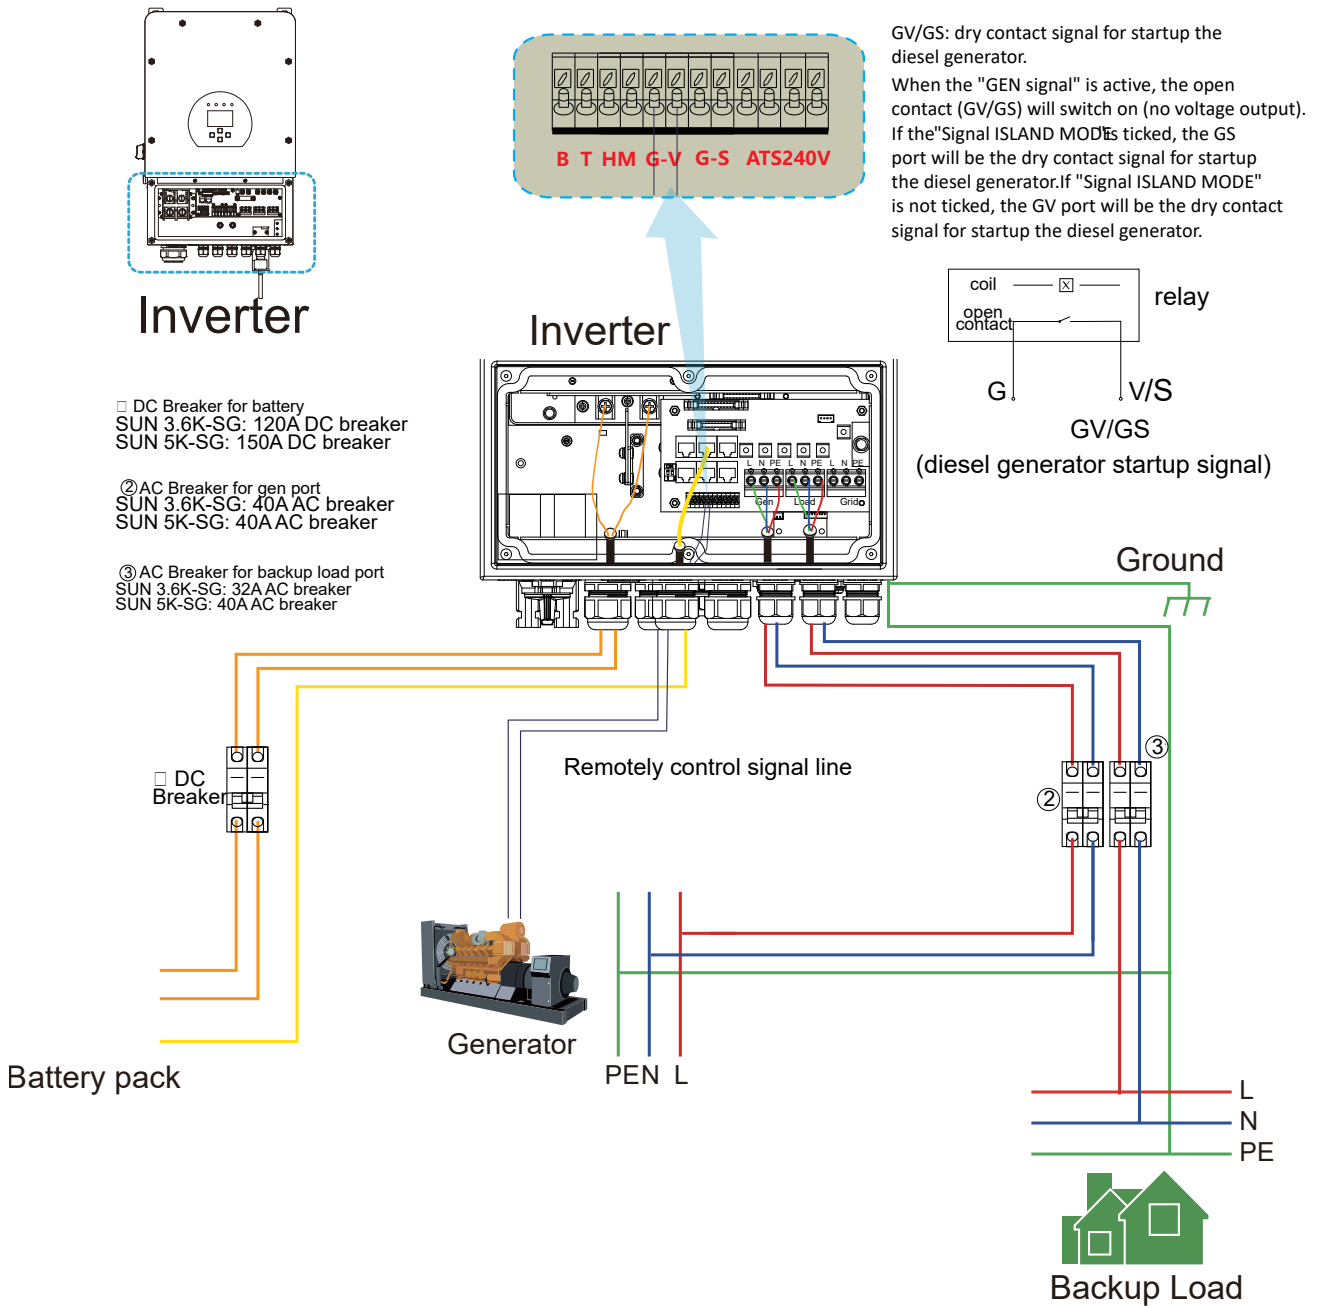 GV/GS: dry contact signal for startup the
diesel generator.
When the "GEN signal" is active, the open
contact (GV/GS) will switch on (no voltage output).
If the"Signal ISLAND MODE"is ticked, the GS
port will be the dry contact signal for startup
the diesel generator.If "Signal ISLAND MODE"
is not ticked, the GV port will be the dry contact
signal for startup the diesel generator.
B T HM G-V G-S ATS240V
coil
relay
open
contact
G
V/S
GV/GS
(diesel generator startup signal)
Inverter
Inverter
□ DC Breaker for battery
SUN 3.6K-SG: 120A DC breaker
SUN 5K-SG: 150A DC breaker
② AC Breaker for gen port
SUN 3.6K-SG: 40A AC breaker
SUN 5K-SG: 40A AC breaker
③ AC Breaker for backup load port
SUN 3.6K-SG: 32A AC breaker
SUN 5K-SG: 40A AC breaker
L N PE L N PE L N PE
Gen Load Grid
Ground
□ DC
Breaker
Remotely control signal line
②
③
Generator
PE N L
Battery pack
L
N
PE
Backup Load